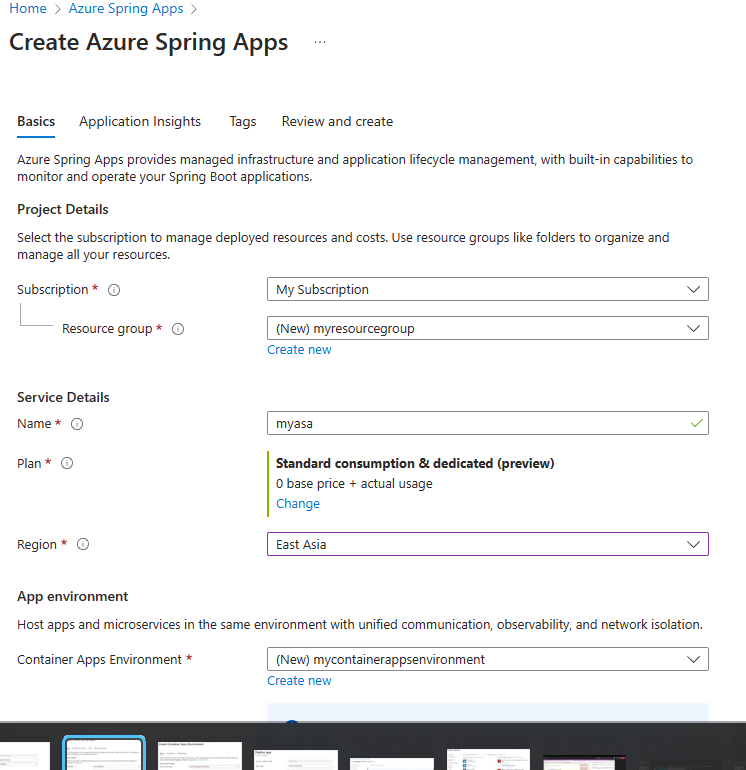 Home > Azure Spring Apps >
Create Azure Spring Apps ...
Basics Application Insights Tags Review and create
Azure Spring Apps provides managed infrastructure and application lifecycle management, with built-in capabilities to
monitor and operate your Spring Boot applications.
Project Details
Select the subscription to manage deployed resources and costs. Use resource groups like folders to organize and
manage all your resources.
Subscription * My Subscription
Resource group * (New) myresourcegroup
Create new
Service Details
Name * myasa
Plan * Standard consumption & dedicated (preview)
0 base price + actual usage
Change
Region * East Asia
App environment
Host apps and microservices in the same environment with unified communication, observability, and network isolation.
Container Apps Environment * (New) mycontainerappsenvironment
Create new